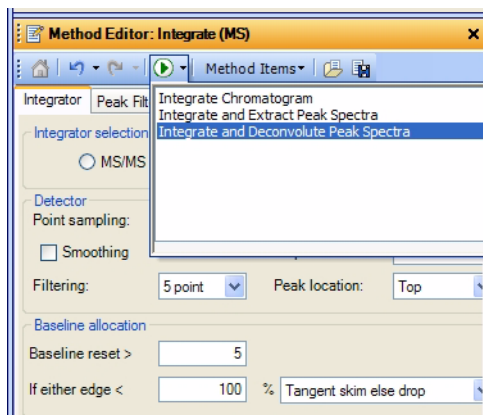 Method Editor: Integrate (MS)
Method Items
Integrator Peak Filt
Integrate Chromatogram
Integrate and Extract Peak Spectra
Integrate and Deconvolute Peak Spectra
Integrator selection
MS/MS
Detector
Point sampling:
Smoothing
Filtering: 5 point Peak location: Top
Baseline allocation
Baseline reset > 5
If either edge < 100 % Tangent skim else drop